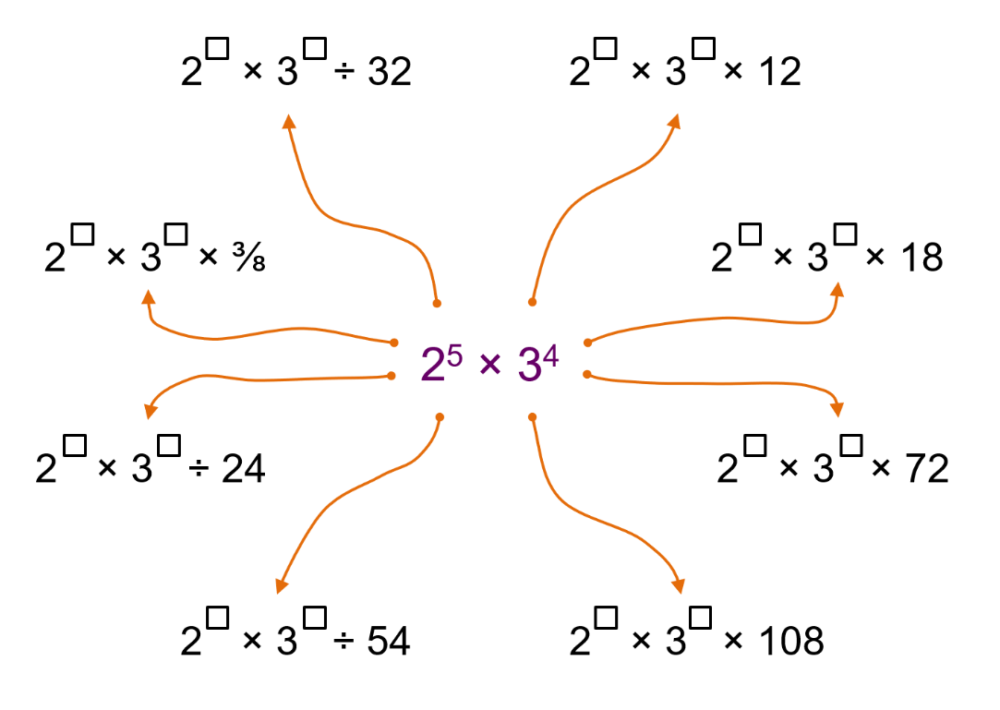 2^□ × 3^□ ÷ 32
2^□ × 3^□ × 12
2^□ × 3^□ × ⅜
2^□ × 3^□ × 18
2⁵ × 3⁴
2^□ × 3^□ ÷ 24
2^□ × 3^□ × 72
2^□ × 3^□ ÷ 54
2^□ × 3^□ × 108